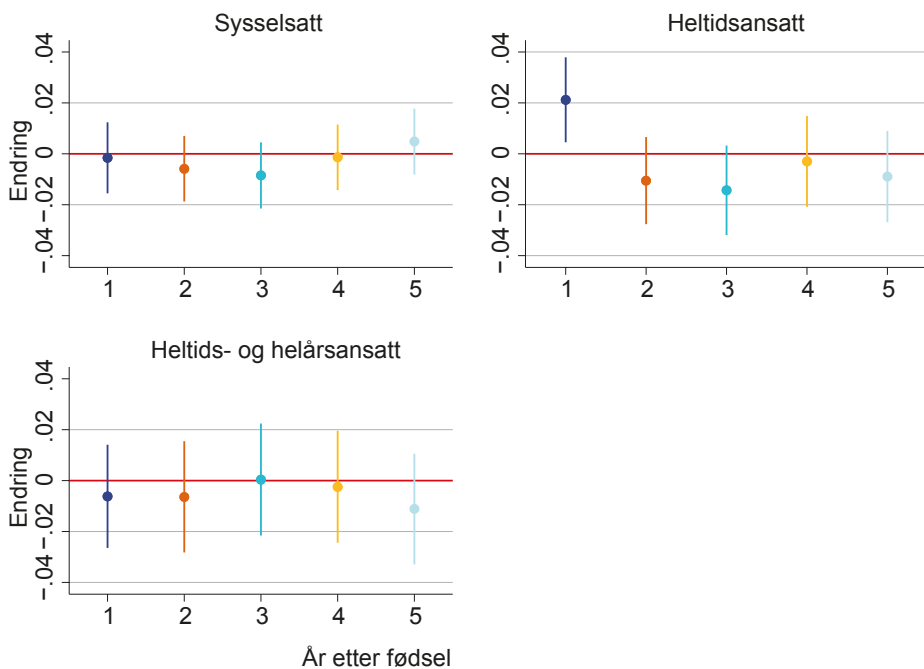 Sysselsatt
Endring
.04
.02
0
-.02
-.04
1 2 3 4 5
Heltidsansatt
.04
.02
0
-.02
-.04
1 2 3 4 5
Heltids- og helårsansatt
Endring
.04
.02
0
-.02
-.04
1 2 3 4 5
År etter fødsel